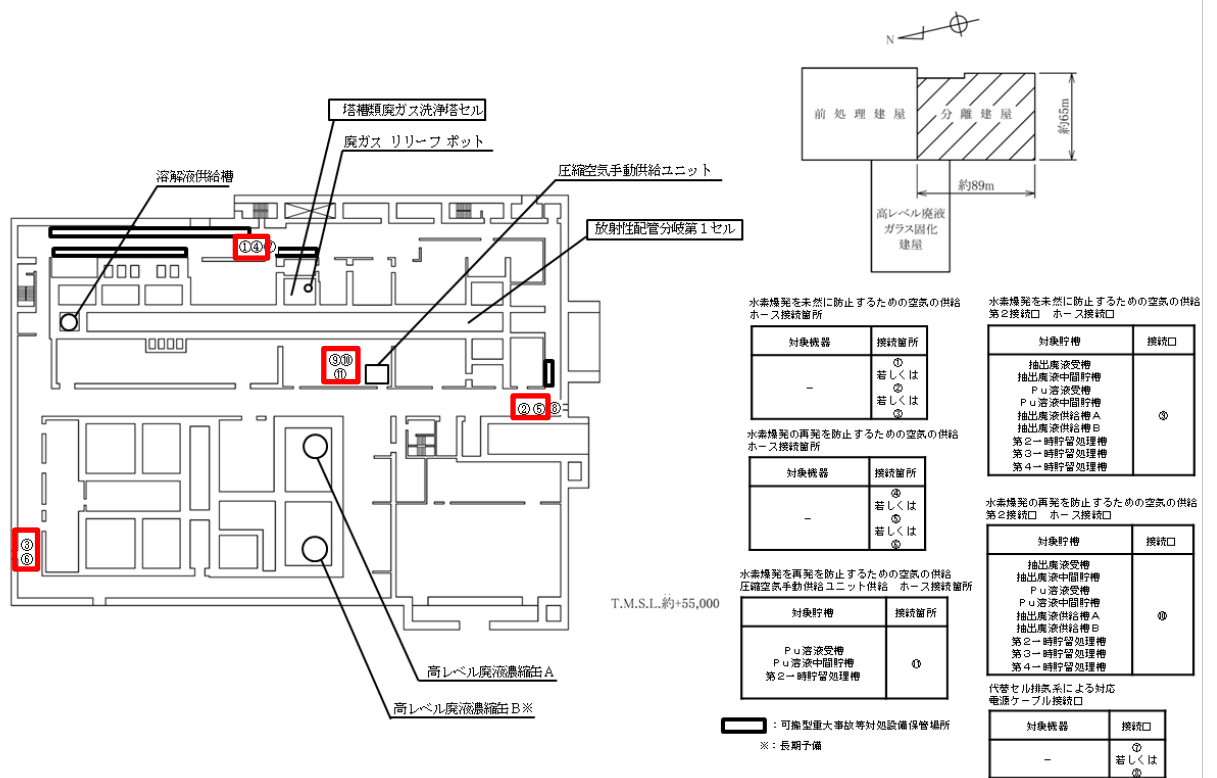 N
前処理建屋
分離建屋
約65m
約89m
高レベル廃液
ガラス固化
建屋
塔槽類廃ガス洗浄塔セル
廃ガス リリーフ ポット
溶解液供給槽
圧縮空気手動供給ユニット
放射性配管分岐第1セル
①④⑦
⑨⑩
⑪
②⑤⑧
③
⑥
T.M.S.L.約+55,000
高レベル廃液濃縮缶A
高レベル廃液濃縮缶B※
水素爆発を未然に防止するための空気の供給
ホース接続箇所
対象機器 接続箇所
－
①
若しくは
②
若しくは
③
水素爆発の再発を防止するための空気の供給
ホース接続箇所
対象機器 接続箇所
－
④
若しくは
⑤
若しくは
⑥
水素爆発を再発を防止するための空気の供給
圧縮空気手動供給ユニット供給 ホース接続箇所
対象貯槽 接続箇所
Pu溶液受槽
Pu溶液中間貯槽
第2一時貯留処理槽
⑪
水素爆発を未然に防止するための空気の供給
第2接続口 ホース接続口
対象貯槽 接続口
抽出廃液受槽
抽出廃液中間貯槽
Pu溶液受槽
Pu溶液中間貯槽
抽出廃液供給槽A
抽出廃液供給槽B
第2一時貯留処理槽
第3一時貯留処理槽
第4一時貯留処理槽
⑨
水素爆発の再発を防止するための空気の供給
第2接続口 ホース接続口
対象貯槽 接続口
抽出廃液受槽
抽出廃液中間貯槽
Pu溶液受槽
Pu溶液中間貯槽
抽出廃液供給槽A
抽出廃液供給槽B
第2一時貯留処理槽
第3一時貯留処理槽
第4一時貯留処理槽
⑩
代替セル排気系による対応
電源ケーブル接続口
対象機器 接続口
－
⑦
若しくは
⑧
：可搬型重大事故等対処設備保管場所
※：長期予備